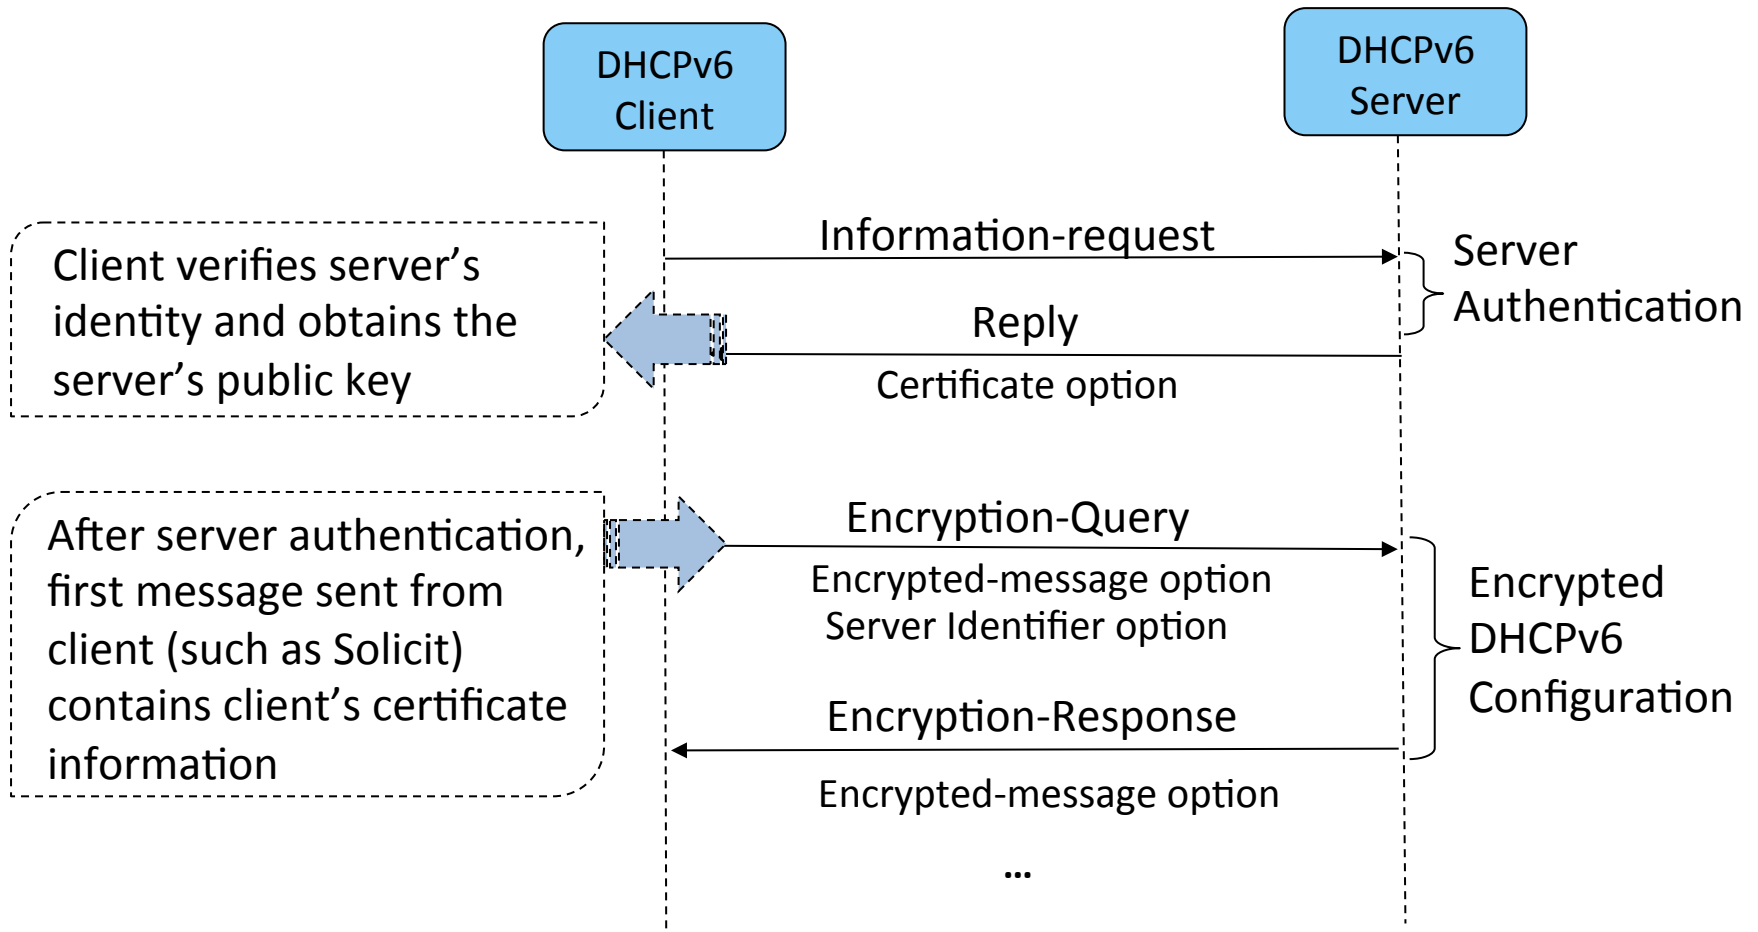 DHCPv6
Client
DHCPv6
Server
Information-request
Server
Authentication
Client verifies server’s
identity and obtains the
server’s public key
Reply
Certificate option
After server authentication,
first message sent from
client (such as Solicit)
contains client’s certificate
information
Encryption-Query
Encrypted-message option
Server Identifier option
Encrypted
DHCPv6
Configuration
Encryption-Response
Encrypted-message option
...